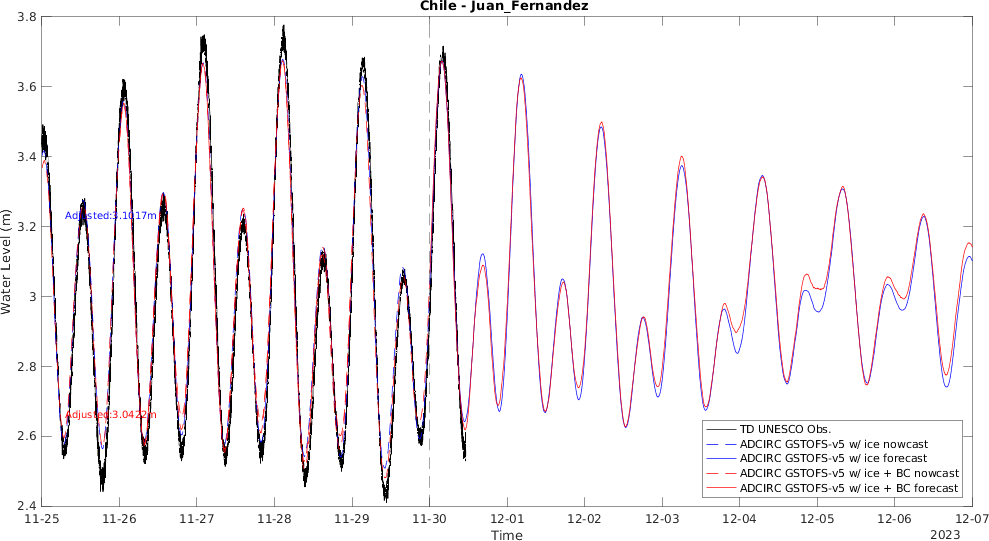 Chile - Juan_Fernandez
3.8
3.6
3.4
3.2
3
2.8
2.6
2.4
Water Level (m)
Adjusted:3.1017m
Adjusted:3.0422m
TD UNESCO Obs.
ADCIRC GSTOFS-v5 w/ ice nowcast
ADCIRC GSTOFS-v5 w/ ice forecast
ADCIRC GSTOFS-v5 w/ ice + BC nowcast
ADCIRC GSTOFS-v5 w/ ice + BC forecast
11-25 11-26 11-27 11-28 11-29 11-30 12-01 12-02 12-03 12-04 12-05 12-06 12-07
Time
2023